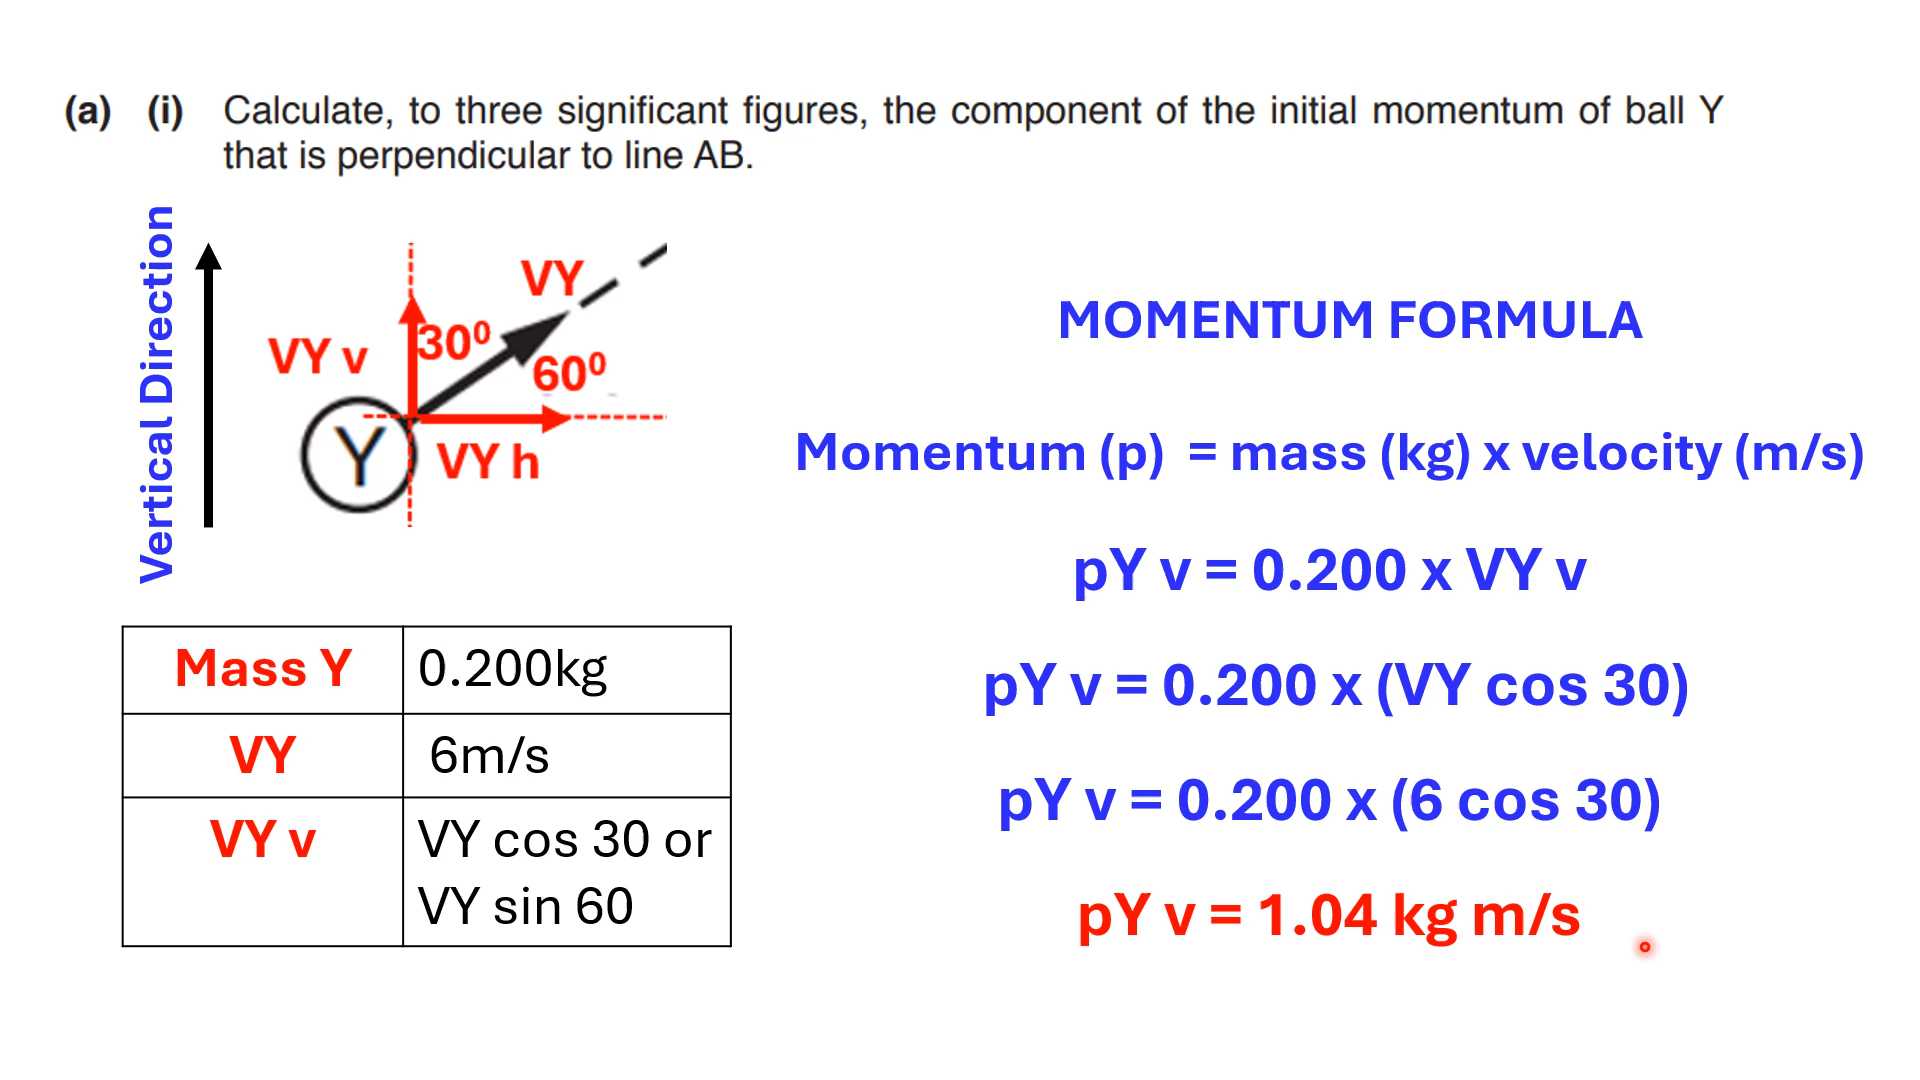 (a) (i) Calculate, to three significant figures, the component of the initial momentum of ball Y
that is perpendicular to line AB.
Vertical Direction
VY
30⁰
VY v
60⁰
Y
VY h
Mass Y 0.200kg
VY 6m/s
VY v VY cos 30 or
VY sin 60
MOMENTUM FORMULA
Momentum (p) = mass (kg) x velocity (m/s)
pY v = 0.200 x VY v
pY v = 0.200 x (VY cos 30)
pY v = 0.200 x (6 cos 30)
pY v = 1.04 kg m/s